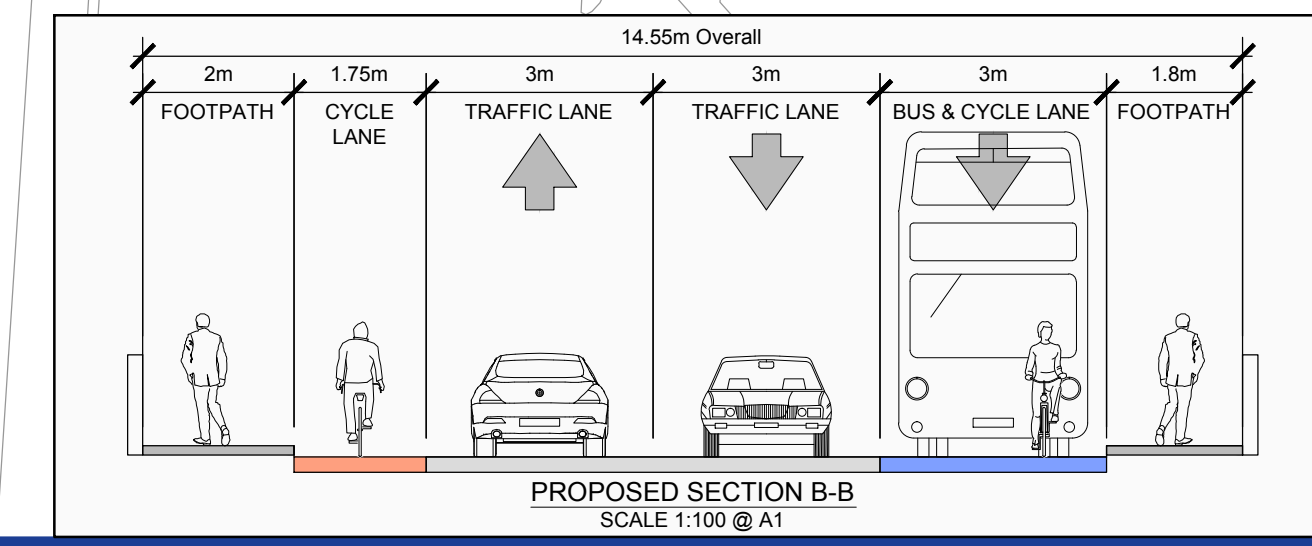 14.55m Overall
2m 1.75m 3m 3m 3m 1.8m
FOOTPATH CYCLE TRAFFIC LANE TRAFFIC LANE BUS & CYCLE LANE FOOTPATH
LANE
PROPOSED SECTION B-B
SCALE 1:100 @ A1